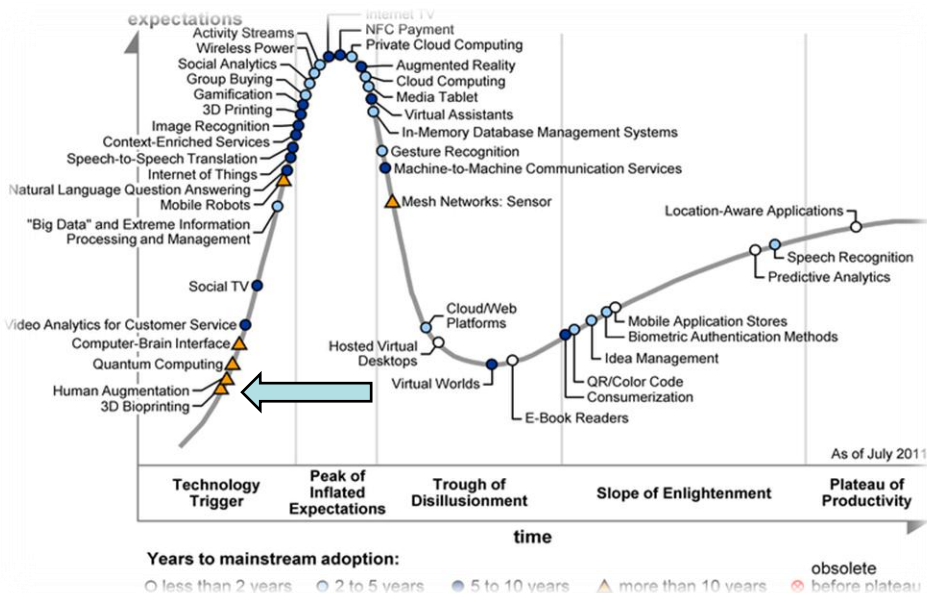 expectations
Internet TV
NFC Payment
Activity Streams
Private Cloud Computing
Wireless Power
Augmented Reality
Social Analytics
Cloud Computing
Group Buying
Media Tablet
Gamification
3D Printing
Virtual Assistants
Image Recognition
In-Memory Database Management Systems
Context-Enriched Services
Gesture Recognition
Speech-to-Speech Translation
Machine-to-Machine Communication Services
Internet of Things
Natural Language Question Answering
Mobile Robots
Mesh Networks: Sensor
Location-Aware Applications
"Big Data" and Extreme Information
Processing and Management
Speech Recognition
Predictive Analytics
Social TV
Cloud/Web
Platforms
Video Analytics for Customer Service
Mobile Application Stores
Computer-Brain Interface
Biometric Authentication Methods
Hosted Virtual
Desktops
Idea Management
Quantum Computing
Virtual Worlds
QR/Color Code
Human Augmentation
Consumerization
3D Bioprinting
E-Book Readers
As of July 2011
Technology
Trigger
Peak of
Inflated
Expectations
Trough of
Disillusionment
Slope of Enlightenment
Plateau of
Productivity
time
Years to mainstream adoption:
less than 2 years
2 to 5 years
5 to 10 years
more than 10 years
obsolete
before plateau